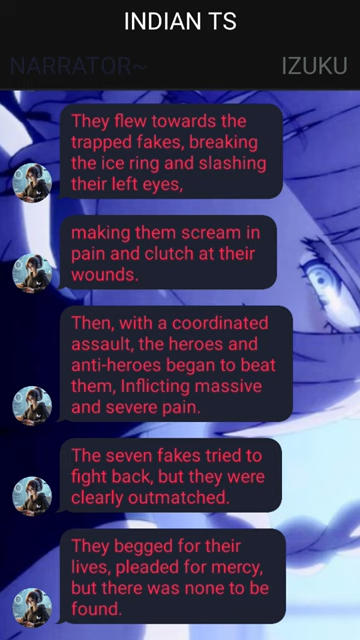 INDIAN TS
NARRATOR~
IZUKU
They flew towards the
trapped fakes, breaking
the ice ring and slashing
their left eyes,
making them scream in
pain and clutch at their
wounds.
Then, with a coordinated
assault, the heroes and
anti-heroes began to beat
them, Inflicting massive
and severe pain.
The seven fakes tried to
fight back, but they were
clearly outmatched.
They begged for their
lives, pleaded for mercy,
but there was none to be
found.